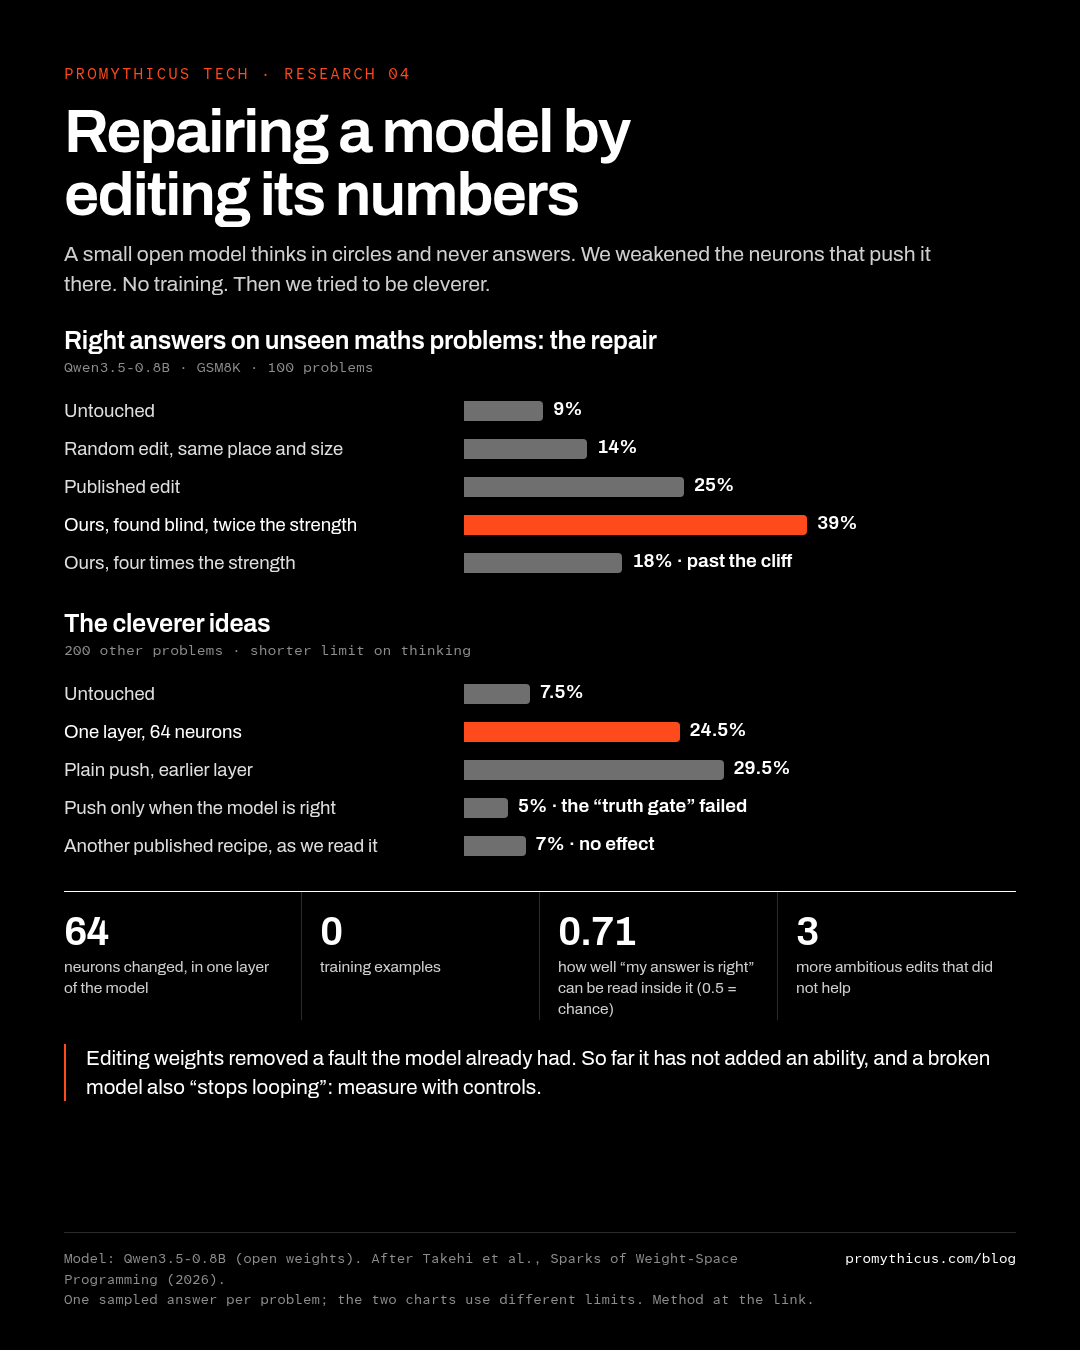 PROMYTHICUS TECH · RESEARCH 04
Repairing a model by
editing its numbers
A small open model thinks in circles and never answers. We weakened the neurons that push it
there. No training. Then we tried to be cleverer.
Right answers on unseen maths problems: the repair
Qwen3.5-0.8B · GSM8K · 100 problems
Untouched 9%
Random edit, same place and size 14%
Published edit 25%
Ours, found blind, twice the strength 39%
Ours, four times the strength 18% · past the cliff
The cleverer ideas
200 other problems · shorter limit on thinking
Untouched 7.5%
One layer, 64 neurons 24.5%
Plain push, earlier layer 29.5%
Push only when the model is right 5% · the “truth gate” failed
Another published recipe, as we read it 7% · no effect
64
neurons changed, in one layer
of the model
0
training examples
0.71
how well “my answer is right”
can be read inside it (0.5 =
chance)
3
more ambitious edits that did
not help
Editing weights removed a fault the model already had. So far it has not added an ability, and a broken
model also “stops looping”: measure with controls.
Model: Qwen3.5-0.8B (open weights). After Takehi et al., Sparks of Weight-Space
Programming (2026).
One sampled answer per problem; the two charts use different limits. Method at the link.
promythicus.com/blog